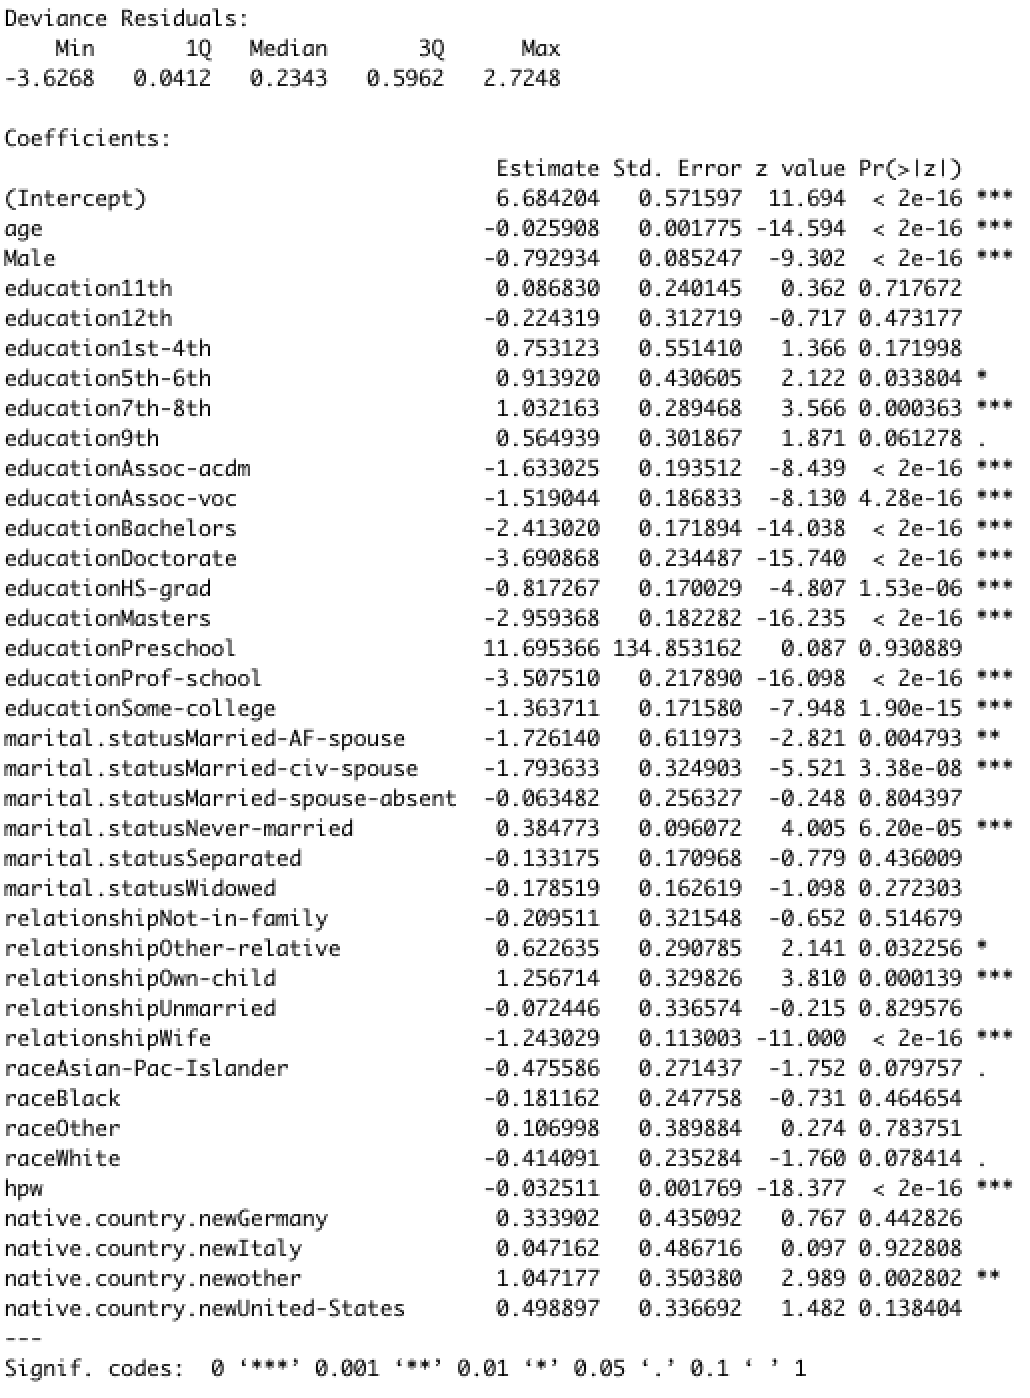 Deviance Residuals:
    Min       1Q   Median       3Q      Max
-3.6268   0.0412   0.2343   0.5962   2.7248

Coefficients:
                                     Estimate Std. Error z value Pr(>|z|)
(Intercept)                          6.684204   0.571597  11.694  < 2e-16 ***
age                                 -0.025908   0.001775 -14.594  < 2e-16 ***
Male                                -0.792934   0.085247  -9.302  < 2e-16 ***
education11th                        0.086830   0.240145   0.362 0.717672
education12th                       -0.224319   0.312719  -0.717 0.473177
education1st-4th                     0.753123   0.551410   1.366 0.171998
education5th-6th                     0.913920   0.430605   2.122 0.033804 *
education7th-8th                     1.032163   0.289468   3.566 0.000363 ***
education9th                         0.564939   0.301867   1.871 0.061278 .
educationAssoc-acdm                 -1.633025   0.193512  -8.439  < 2e-16 ***
educationAssoc-voc                  -1.519044   0.186833  -8.130 4.28e-16 ***
educationBachelors                  -2.413020   0.171894 -14.038  < 2e-16 ***
educationDoctorate                  -3.690868   0.234487 -15.740  < 2e-16 ***
educationHS-grad                    -0.817267   0.170029  -4.807 1.53e-06 ***
educationMasters                    -2.959368   0.182282 -16.235  < 2e-16 ***
educationPreschool                  11.695366 134.853162   0.087 0.930889
educationProf-school                -3.507510   0.217890 -16.098  < 2e-16 ***
educationSome-college               -1.363711   0.171580  -7.948 1.90e-15 ***
marital.statusMarried-AF-spouse     -1.726140   0.611973  -2.821 0.004793 **
marital.statusMarried-civ-spouse    -1.793633   0.324903  -5.521 3.38e-08 ***
marital.statusMarried-spouse-absent -0.063482   0.256327  -0.248 0.804397
marital.statusNever-married          0.384773   0.096072   4.005 6.20e-05 ***
marital.statusSeparated             -0.133175   0.170968  -0.779 0.436009
marital.statusWidowed               -0.178519   0.162619  -1.098 0.272303
relationshipNot-in-family           -0.209511   0.321548  -0.652 0.514679
relationshipOther-relative           0.622635   0.290785   2.141 0.032256 *
relationshipOwn-child                1.256714   0.329826   3.810 0.000139 ***
relationshipUnmarried               -0.072446   0.336574  -0.215 0.829576
relationshipWife                    -1.243029   0.113003 -11.000  < 2e-16 ***
raceAsian-Pac-Islander              -0.475586   0.271437  -1.752 0.079757 .
raceBlack                           -0.181162   0.247758  -0.731 0.464654
raceOther                            0.106998   0.389884   0.274 0.783751
raceWhite                           -0.414091   0.235284  -1.760 0.078414 .
hpw                                 -0.032511   0.001769 -18.377  < 2e-16 ***
native.country.newGermany            0.333902   0.435092   0.767 0.442826
native.country.newItaly              0.047162   0.486716   0.097 0.922808
native.country.newother              1.047177   0.350380   2.989 0.002802 **
native.country.newUnited-States      0.498897   0.336692   1.482 0.138404
---
Signif. codes:  0 ‘***’ 0.001 ‘**’ 0.01 ‘*’ 0.05 ‘.’ 0.1 ‘ ’ 1